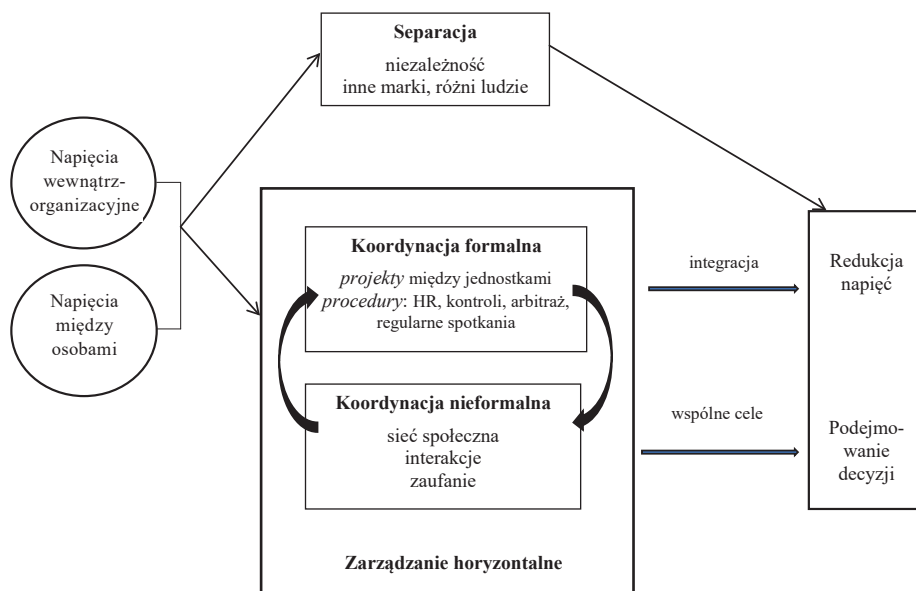 Separacja
niezależność
inne marki, różni ludzie
Napięcia
wewnątrz-
organizacyjne
Napięcia
między
osobami
Koordynacja formalna
projekty między jednostkami
procedury: HR, kontroli, arbitraż,
regularne spotkania
Koordynacja nieformalna
sieć społeczna
interakcje
zaufanie
Zarządzanie horyzontalne
integracja
wspólne cele
Redukcja
napięć
Podejmo-
wanie
decyzji